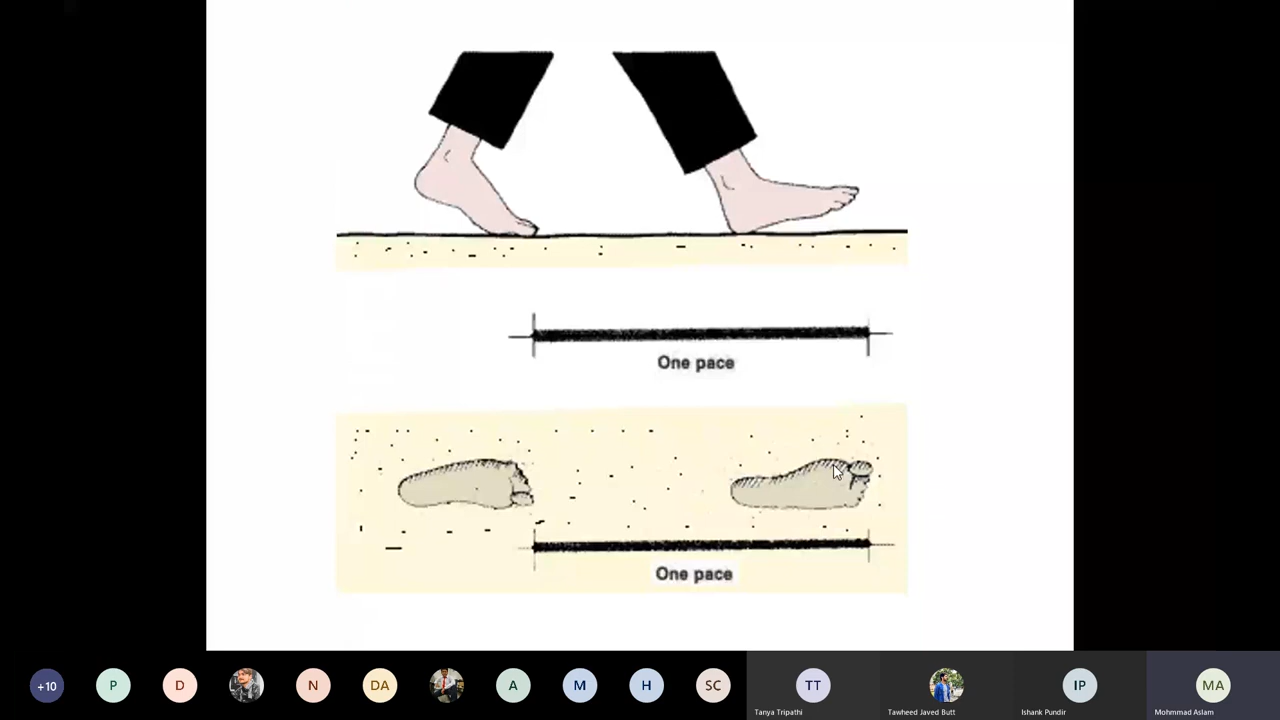 One pace
One pace
+10
P
D
N
DA
A
M
H
SC
TT
Tanya Tripathi
Tawheed Javed Butt
IP
Ishank Pundir
MA
Mohmmad Aslam